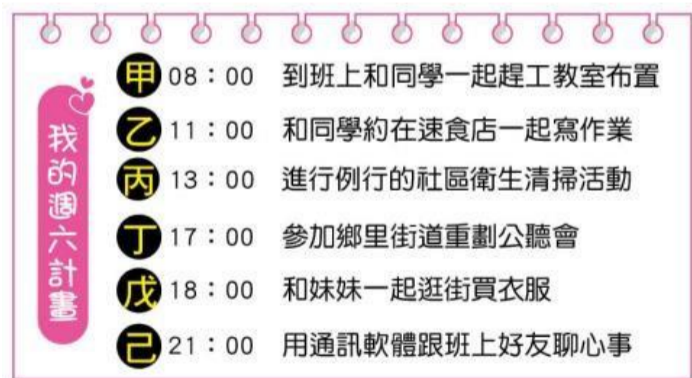 我的週六計畫
甲 08：00 到班上和同學一起趕工教室布置
乙 11：00 和同學約在速食店一起寫作業
丙 13：00 進行例行的社區衛生清掃活動
丁 17：00 參加鄉里街道重劃公聽會
戊 18：00 和妹妹一起逛街買衣服
己 21：00 用通訊軟體跟班上好友聊心事